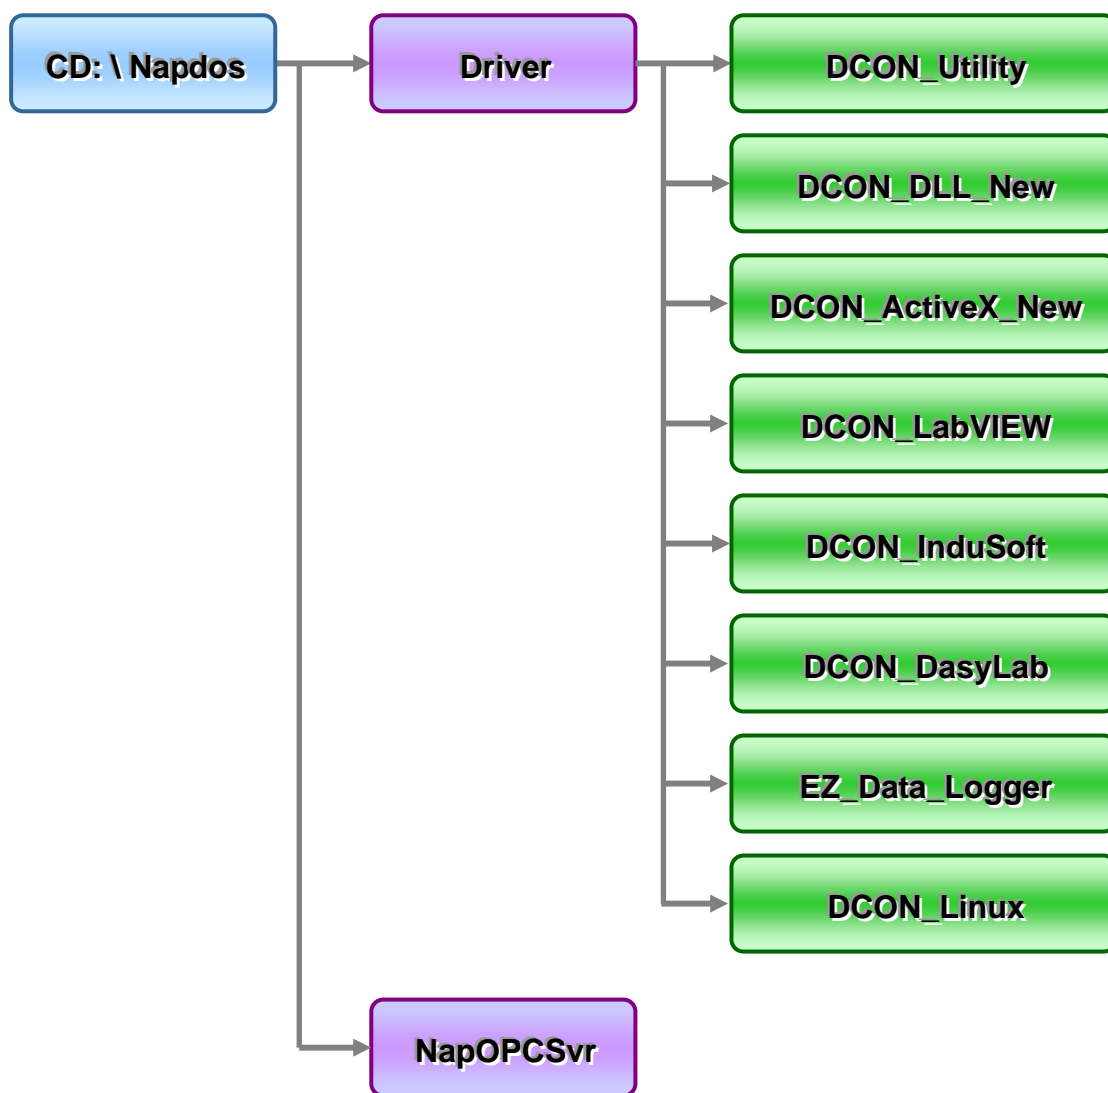 CD: \ Napdos
Driver
DCON_Utility
DCON_DLL_New
DCON_ActiveX_New
DCON_LabVIEW
DCON_InduSoft
DCON_DasyLab
EZ_Data_Logger
DCON_Linux
NapOPCSvr